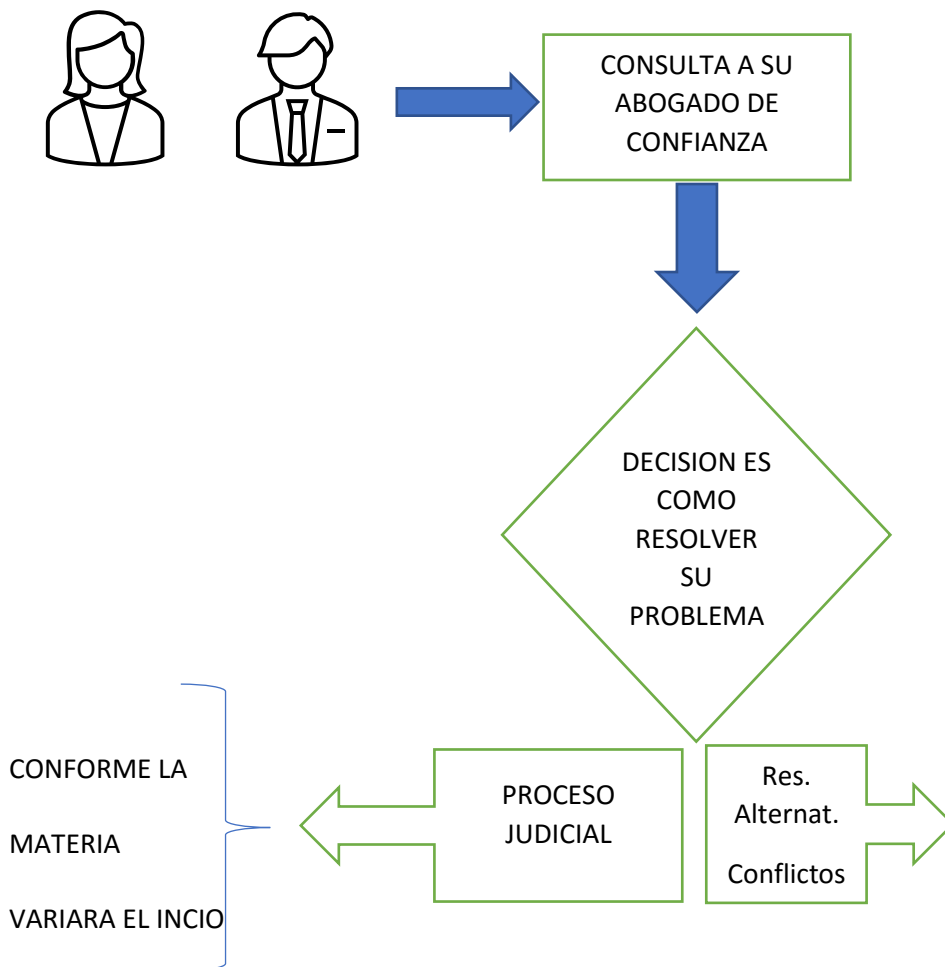 CONSULTA A SU
ABOGADO DE
CONFIANZA
DECISION ES
COMO
RESOLVER
SU
PROBLEMA
CONFORME LA
MATERIA
VARIARA EL INCIO
PROCESO
JUDICIAL
Res.
Alternat.
Conflictos